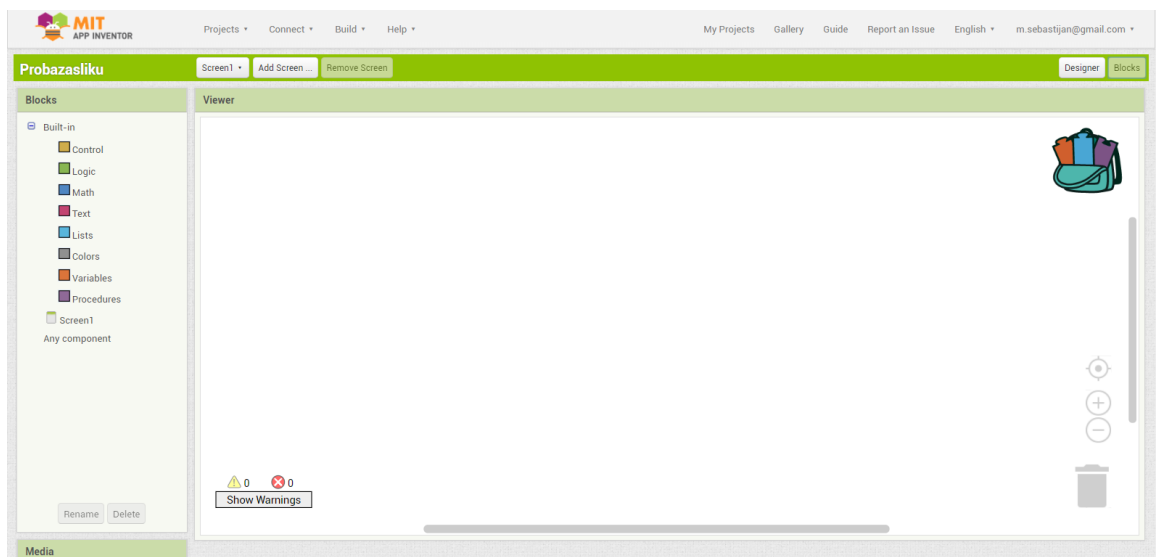 MIT
APP INVENTOR
Projects Connect Build Help My Projects Gallery Guide Report an Issue English m.sebastijan@gmail.com
Probazasliku Screen1 Add Screen ... Remove Screen Designer Blocks
Blocks Viewer
Built-in
Control
Logic
Math
Text
Lists
Colors
Variables
Procedures
Screen1
Any component
0 0
Show Warnings
Rename Delete
Media